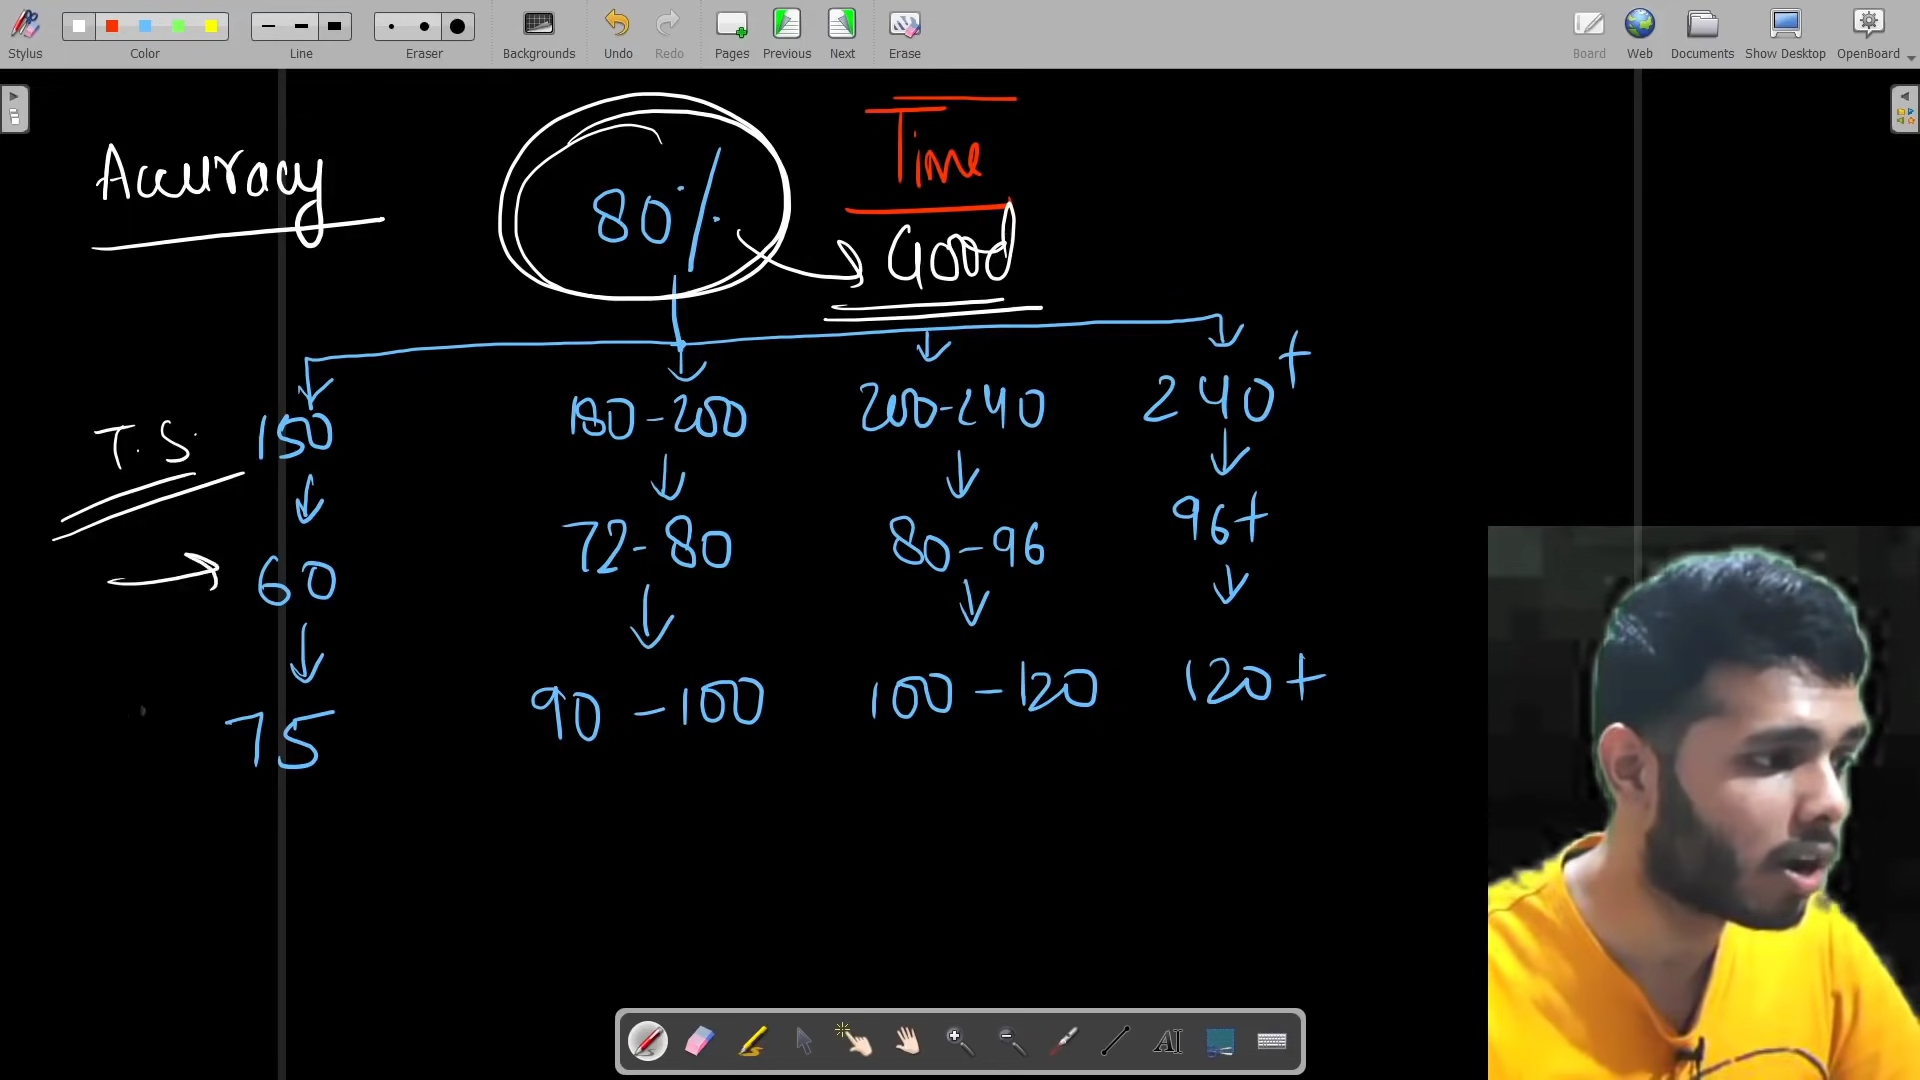 Stylus
Color
Line
Eraser
Backgrounds
Undo
Redo
Pages
Previous
Next
Erase
Board
Web
Documents
Show Desktop
OpenBoard
Accuracy
80%
Time
Good
T.S.
150
180-200
200-240
240+
60
72-80
80-96
96+
75
90-100
100-120
120+